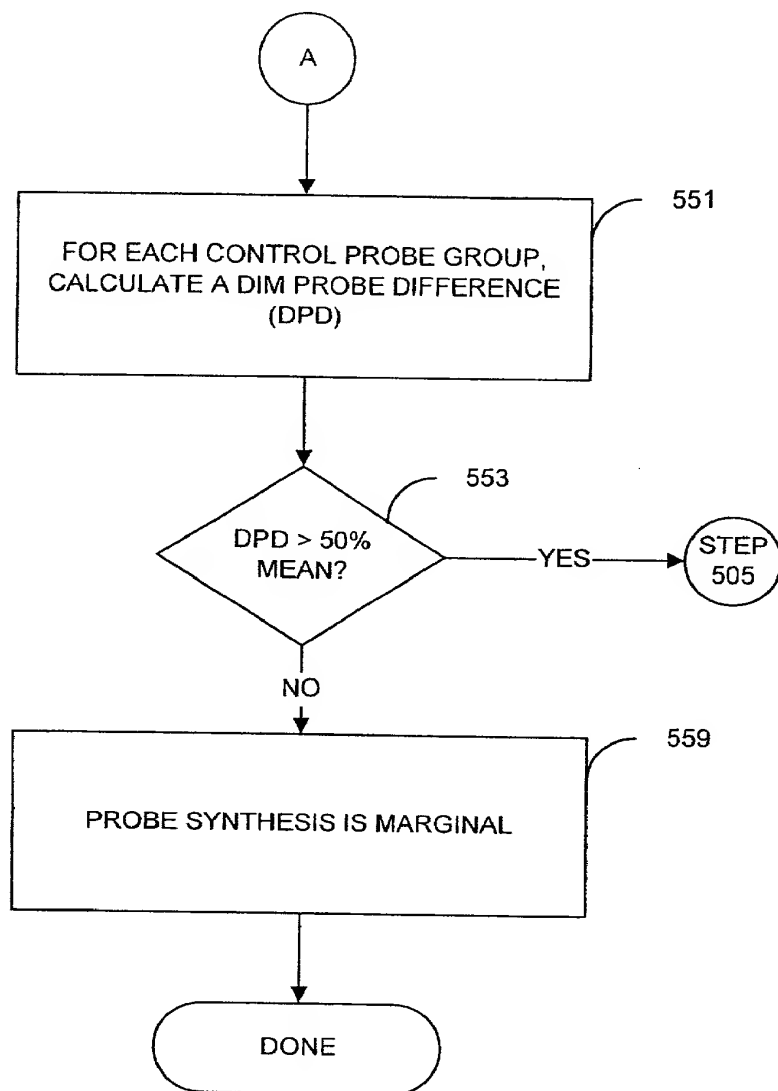 A
551
FOR EACH CONTROL PROBE GROUP,
CALCULATE A DIM PROBE DIFFERENCE
(DPD)
553
DPD > 50%
MEAN?
YES
STEP
505
NO
559
PROBE SYNTHESIS IS MARGINAL
DONE